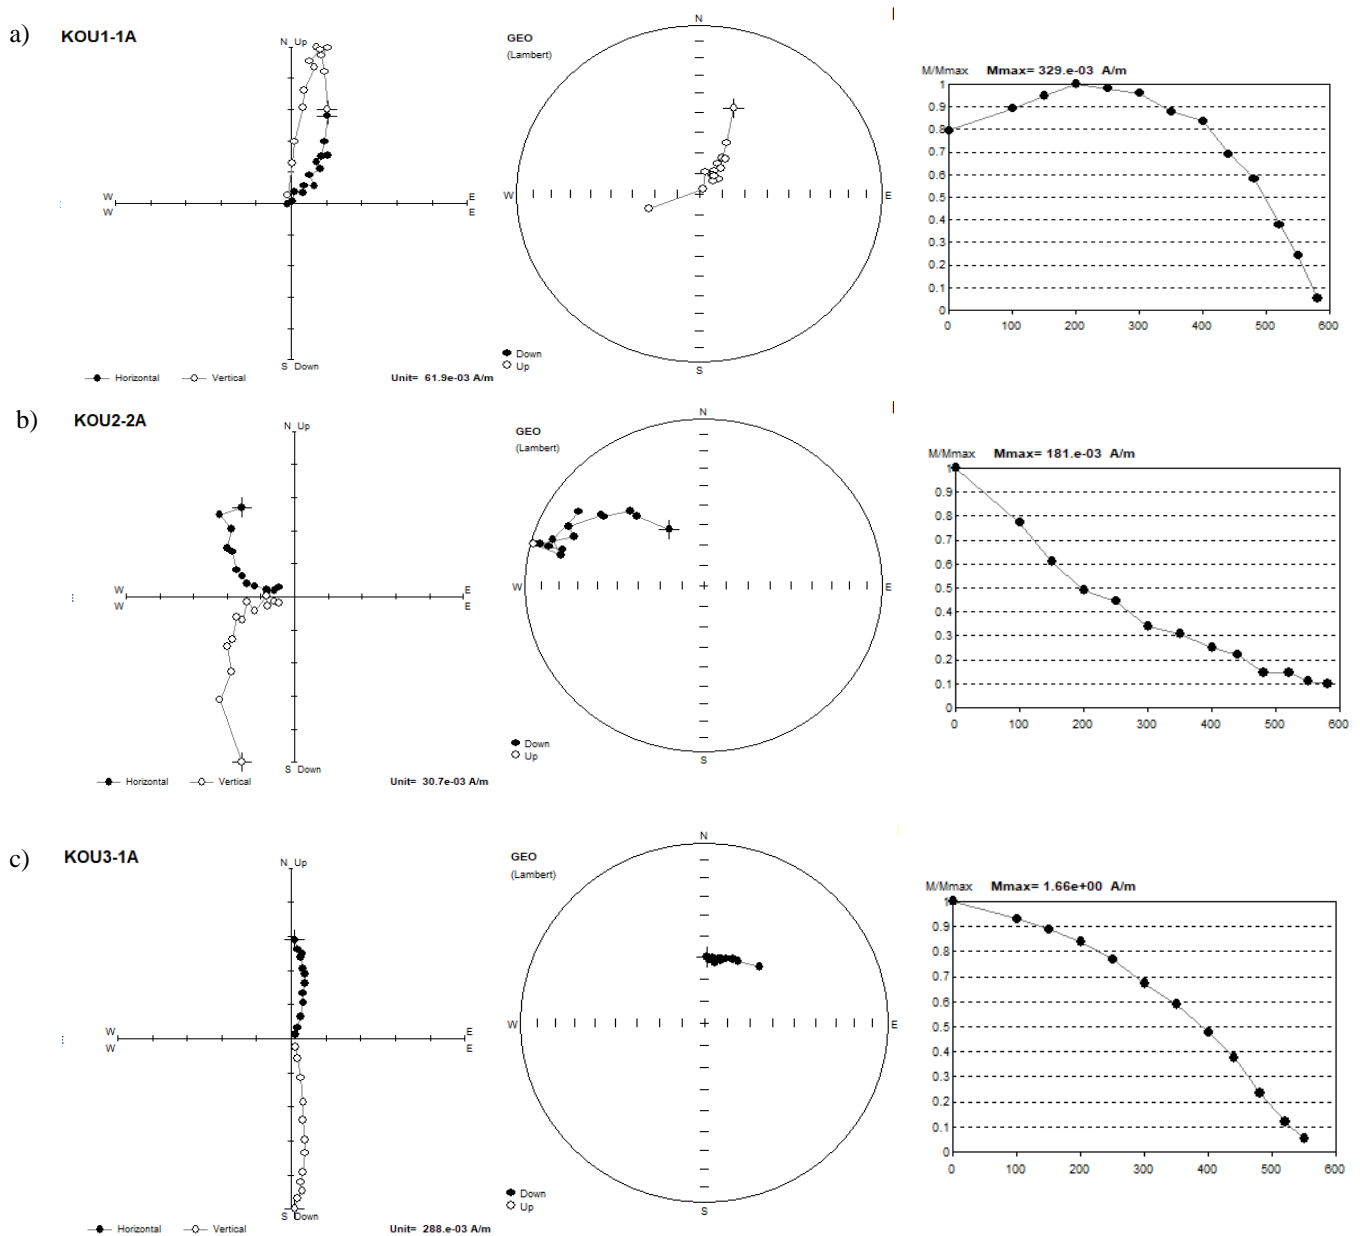 a) KOU1-1A
N Up
W E
W E
S Down
Horizontal Vertical Unit= 61.9e-03 A/m
GEO
(Lambert)
N
W E
S
Down
Up
M/Mmax Mmax= 329.e-03 A/m
1
0.9
0.8
0.7
0.6
0.5
0.4
0.3
0.2
0.1
0
0 100 200 300 400 500 600
b) KOU2-2A
N Up
W E
W E
S Down
Horizontal Vertical Unit= 30.7e-03 A/m
GEO
(Lambert)
N
W E
S
Down
Up
M/Mmax Mmax= 181.e-03 A/m
1
0.9
0.8
0.7
0.6
0.5
0.4
0.3
0.2
0.1
0
0 100 200 300 400 500 600
c) KOU3-1A
N Up
W E
W E
S Down
Horizontal Vertical Unit= 288.e-03 A/m
GEO
(Lambert)
N
W E
S
Down
Up
M/Mmax Mmax= 1.66e+00 A/m
1
0.9
0.8
0.7
0.6
0.5
0.4
0.3
0.2
0.1
0
0 100 200 300 400 500 600